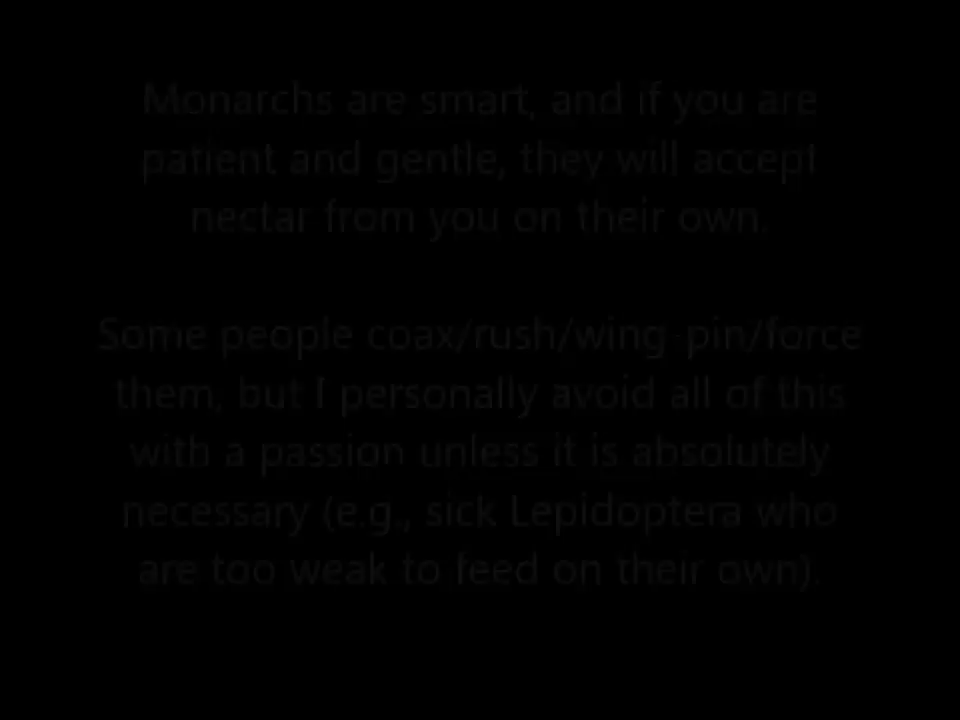 Monarchs are smart, and if you are
patient and gentle, they will accept
nectar from you on their own.
Some people coax/rush/wing-pin/force
them, but I personally avoid all of this
with a passion unless it is absolutely
necessary (e.g., sick Lepidoptera who
are too weak to feed on their own).